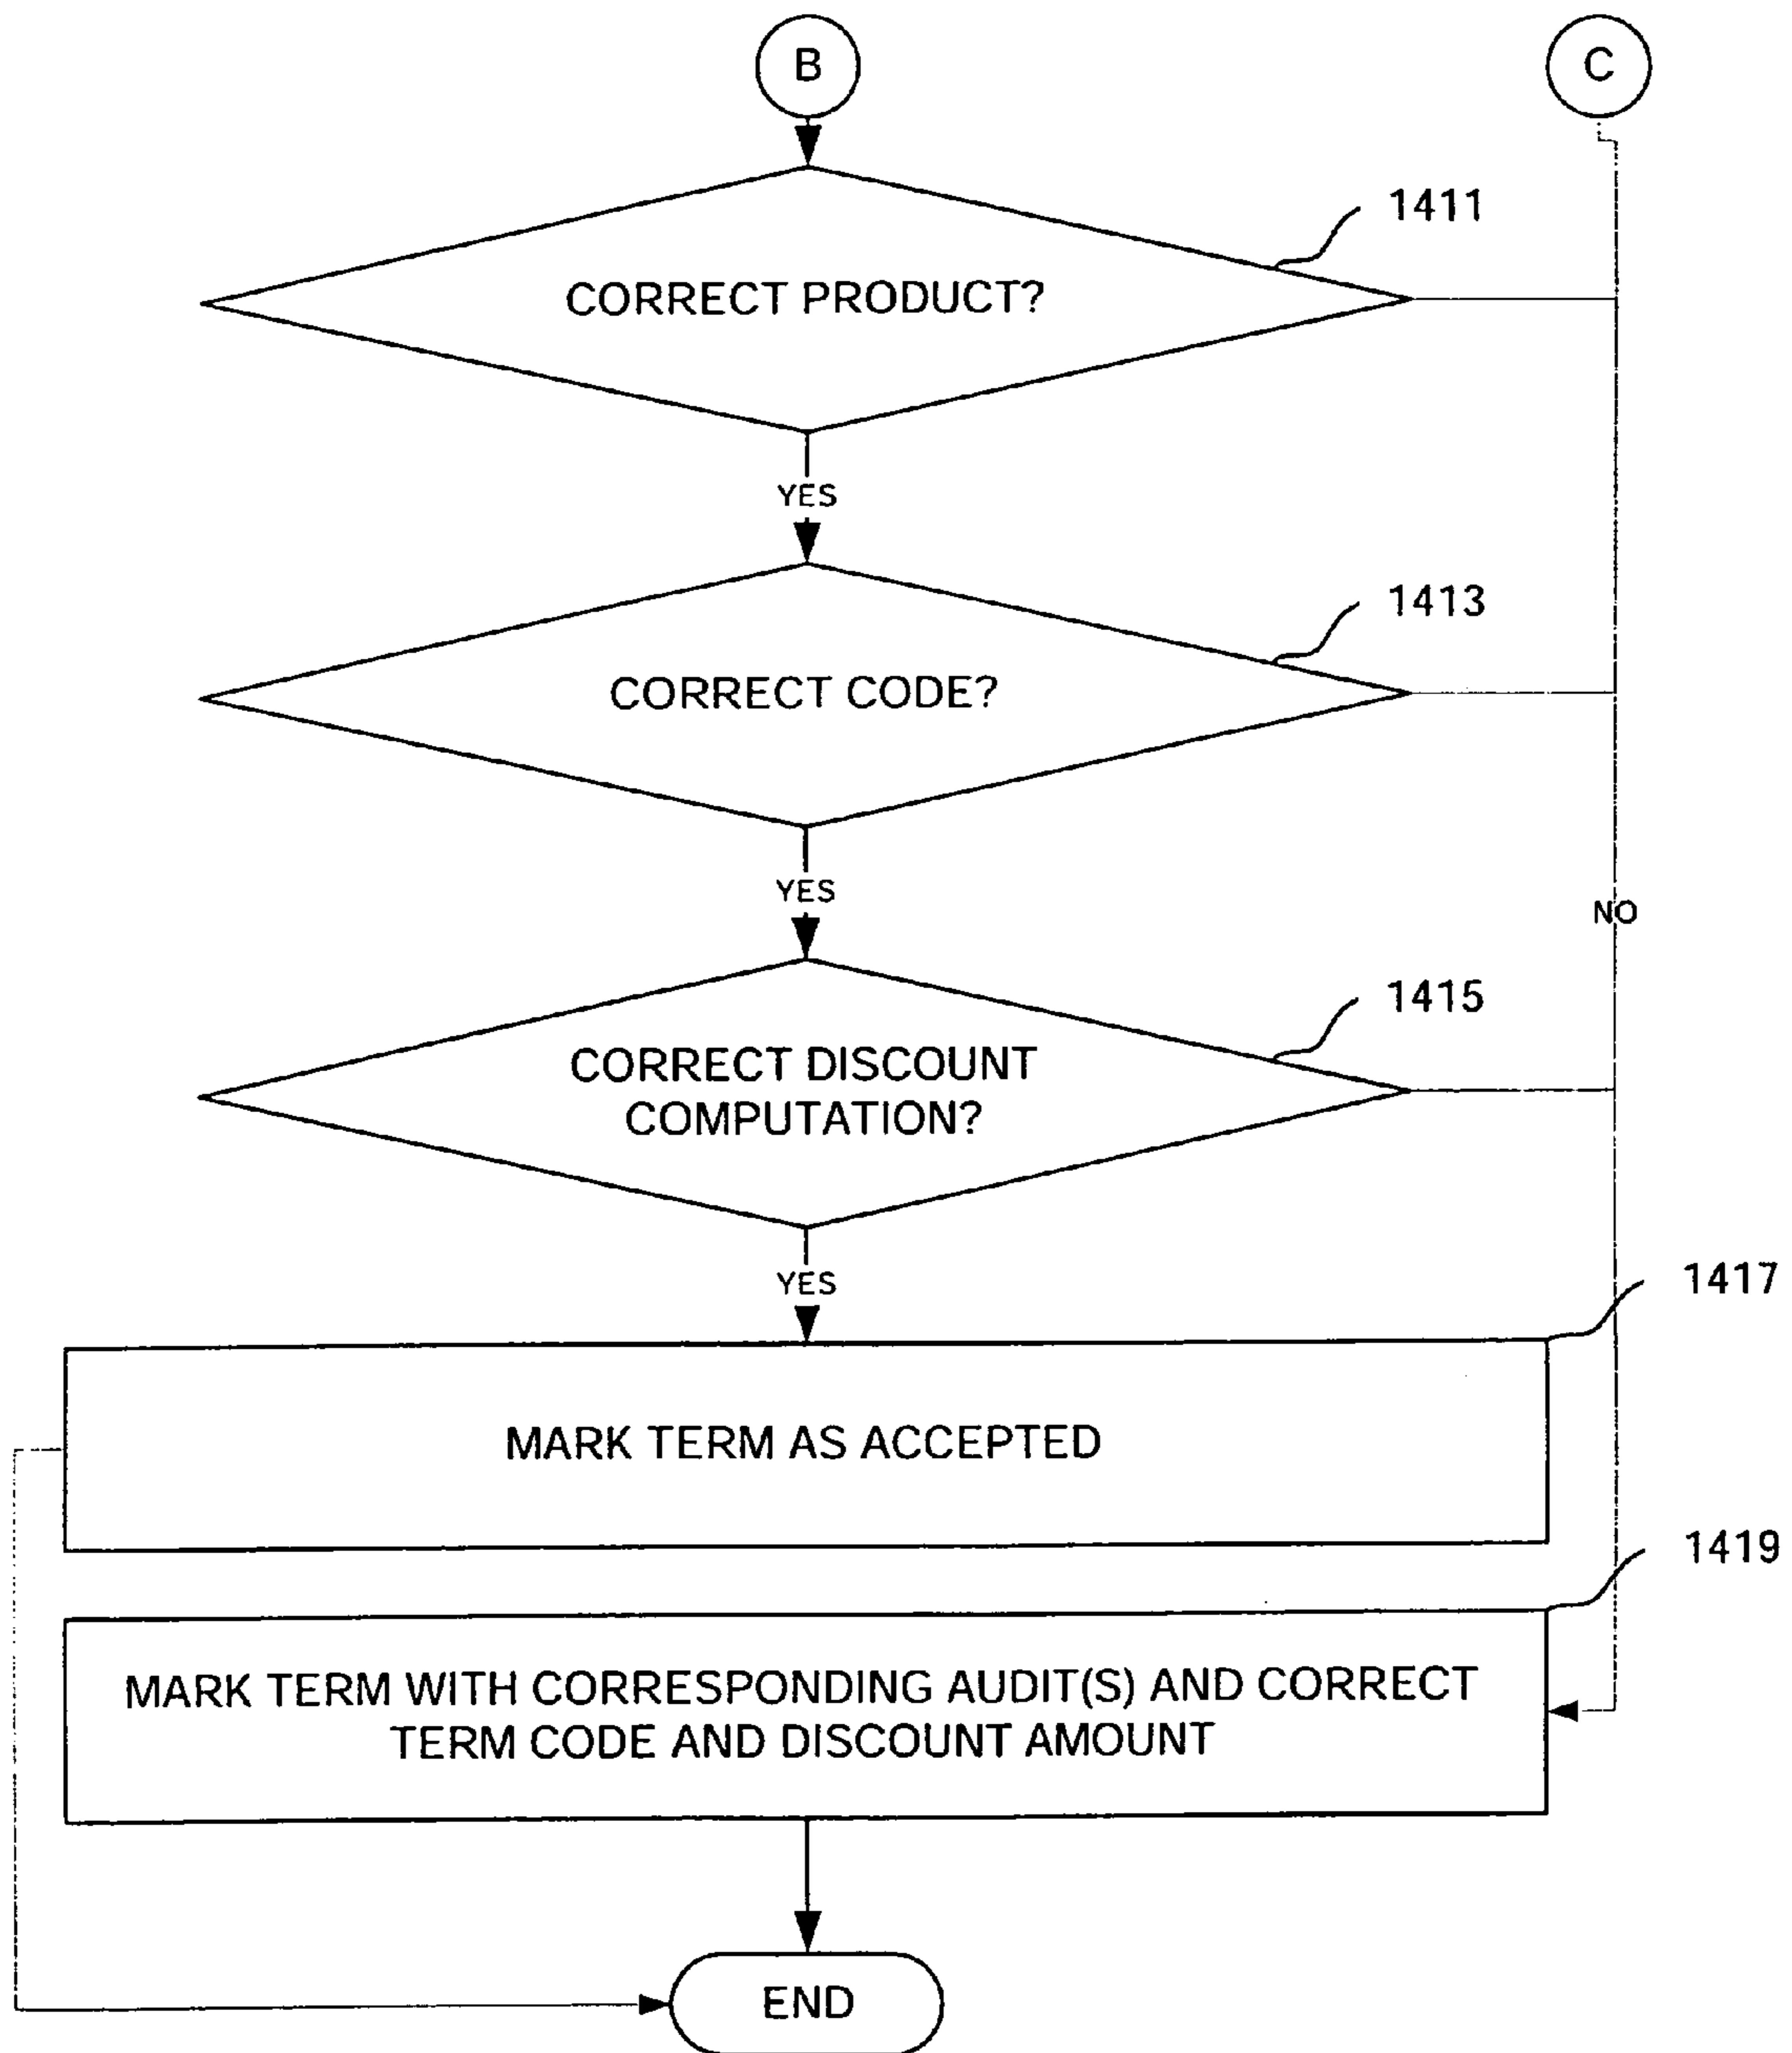 B
C
1411
CORRECT PRODUCT?
YES
1413
CORRECT CODE?
YES
NO
1415
CORRECT DISCOUNT
COMPUTATION?
YES
1417
MARK TERM AS ACCEPTED
1419
MARK TERM WITH CORRESPONDING AUDIT(S) AND CORRECT
TERM CODE AND DISCOUNT AMOUNT
END